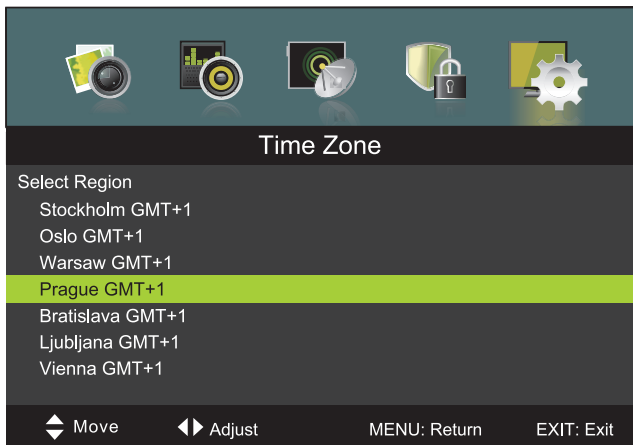 Time Zone
Select Region
Stockholm GMT+1
Oslo GMT+1
Warsaw GMT+1
Prague GMT+1
Bratislava GMT+1
Ljubljana GMT+1
Vienna GMT+1
Move Adjust MENU: Return EXIT: Exit